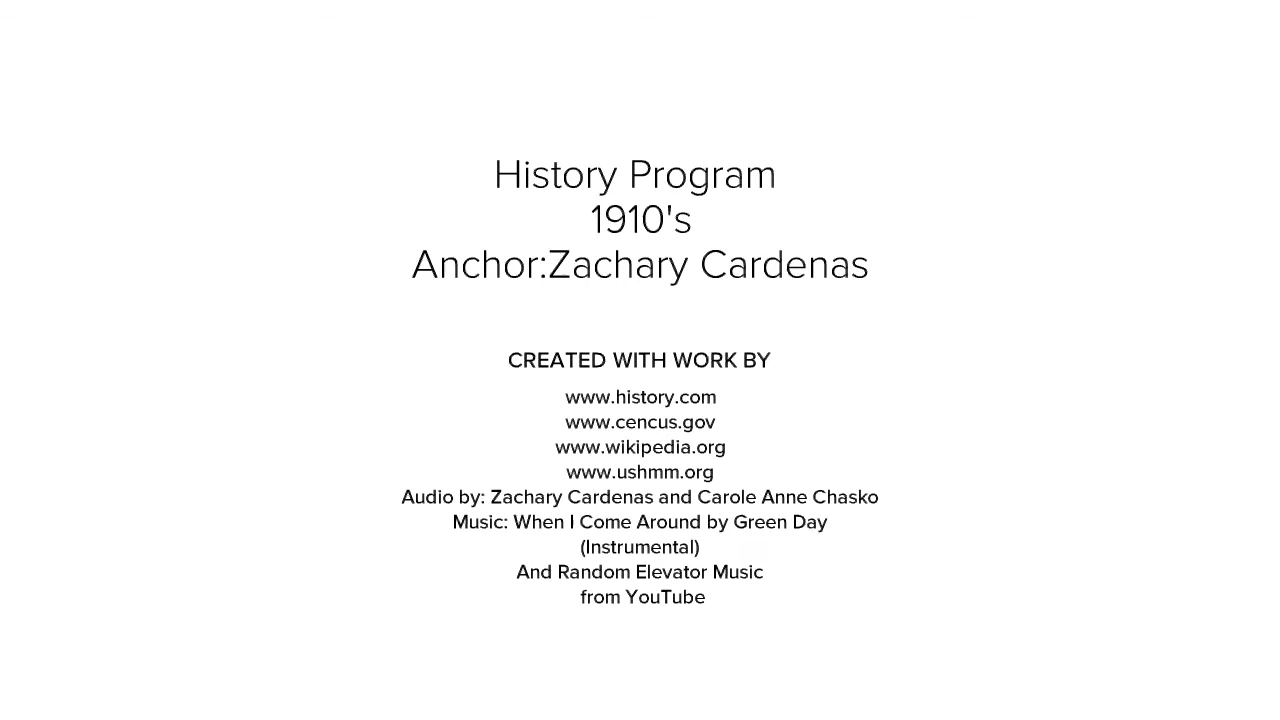 History Program
1910's
Anchor:Zachary Cardenas
CREATED WITH WORK BY
www.history.com
www.cencus.gov
www.wikipedia.org
www.ushmm.org
Audio by: Zachary Cardenas and Carole Anne Chasko
Music: When I Come Around by Green Day
(Instrumental)
And Random Elevator Music
from YouTube